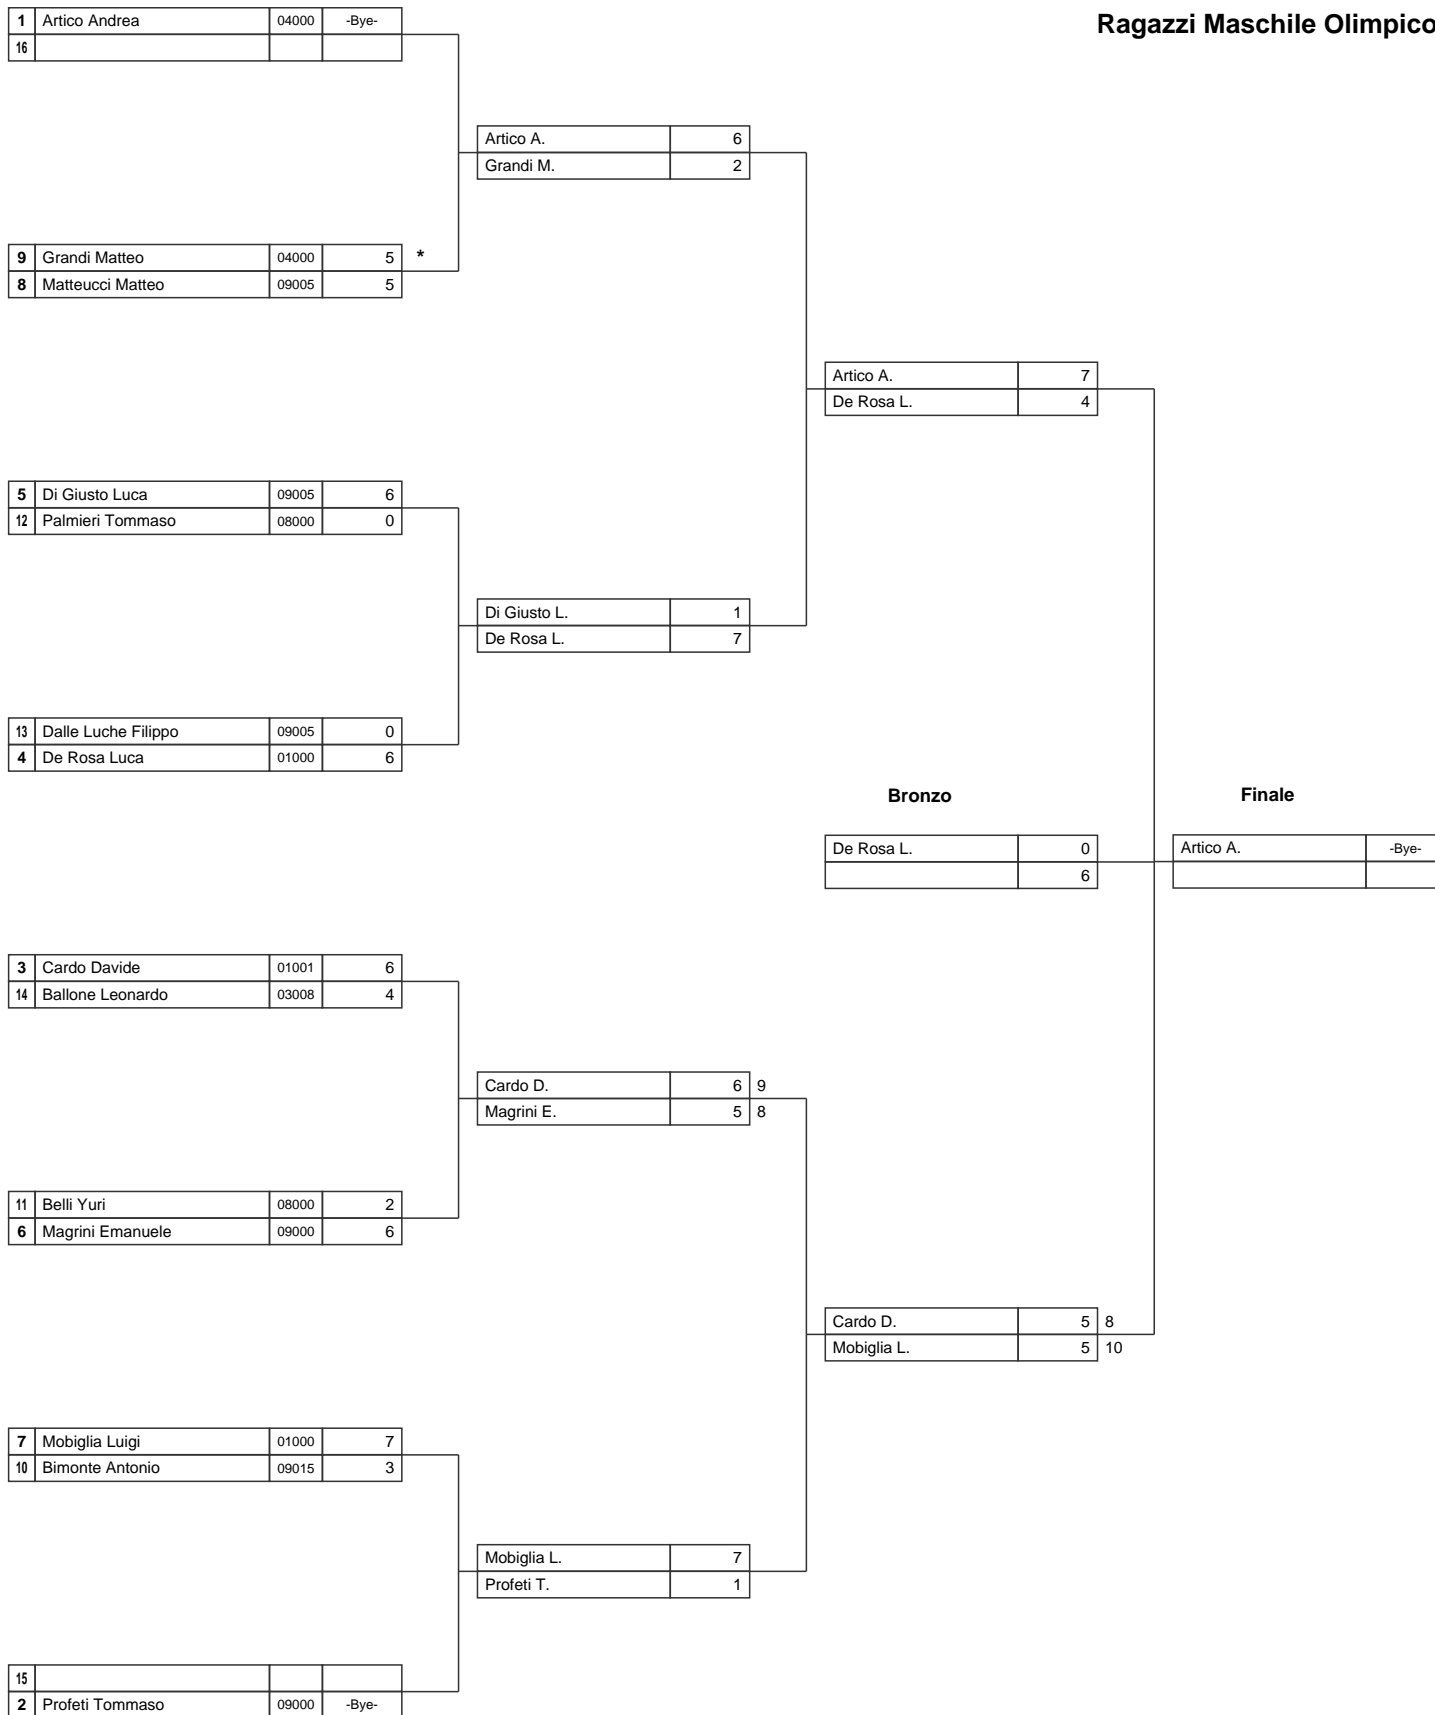 Ragazzi Maschile Olimpico
1 Artico Andrea 04000 -Bye-
16
Artico A. 6
Grandi M. 2
9 Grandi Matteo 04000 5 *
8 Matteucci Matteo 09005 5
Artico A. 7
De Rosa L. 4
5 Di Giusto Luca 09005 6
12 Palmieri Tommaso 08000 0
Di Giusto L. 1
De Rosa L. 7
13 Dalle Luche Filippo 09005 0
4 De Rosa Luca 01000 6
Bronzo Finale
De Rosa L. 0 Artico A. -Bye-
6
3 Cardo Davide 01001 6
14 Ballone Leonardo 03008 4
Cardo D. 6 9
Magrini E. 5 8
11 Belli Yuri 08000 2
6 Magrini Emanuele 09000 6
Cardo D. 5 8
Mobiglia L. 5 10
7 Mobiglia Luigi 01000 7
10 Bimonte Antonio 09015 3
Mobiglia L. 7
Profeti T. 1
15
2 Profeti Tommaso 09000 -Bye-